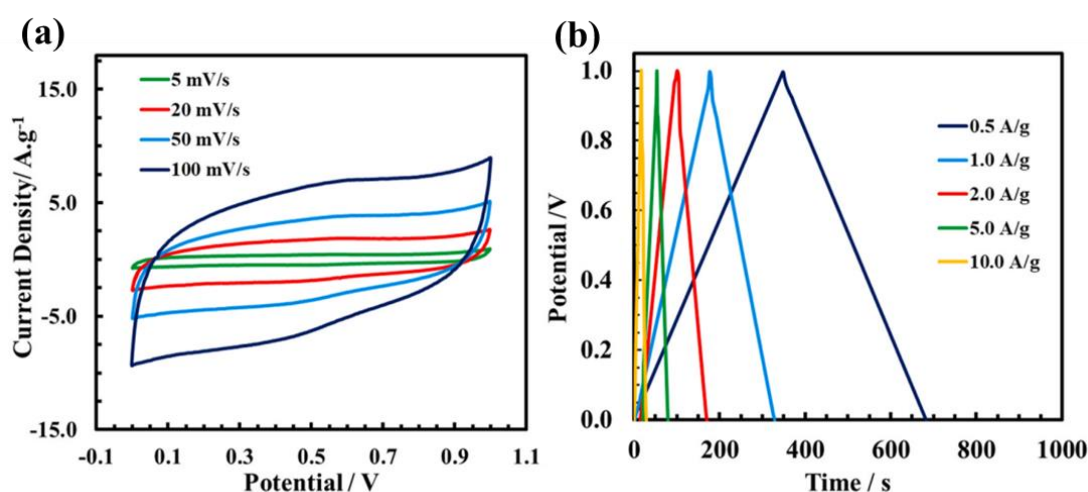 (a)
5 mV/s
20 mV/s
50 mV/s
100 mV/s
15.0
5.0
-5.0
-15.0
-0.1 0.1 0.3 0.5 0.7 0.9 1.1
Current Density/ A.g⁻¹
Potential / V
(b)
1.0
0.8
0.6
0.4
0.2
0.0
0 200 400 600 800 1000
Potential /V
Time / s
0.5 A/g
1.0 A/g
2.0 A/g
5.0 A/g
10.0 A/g